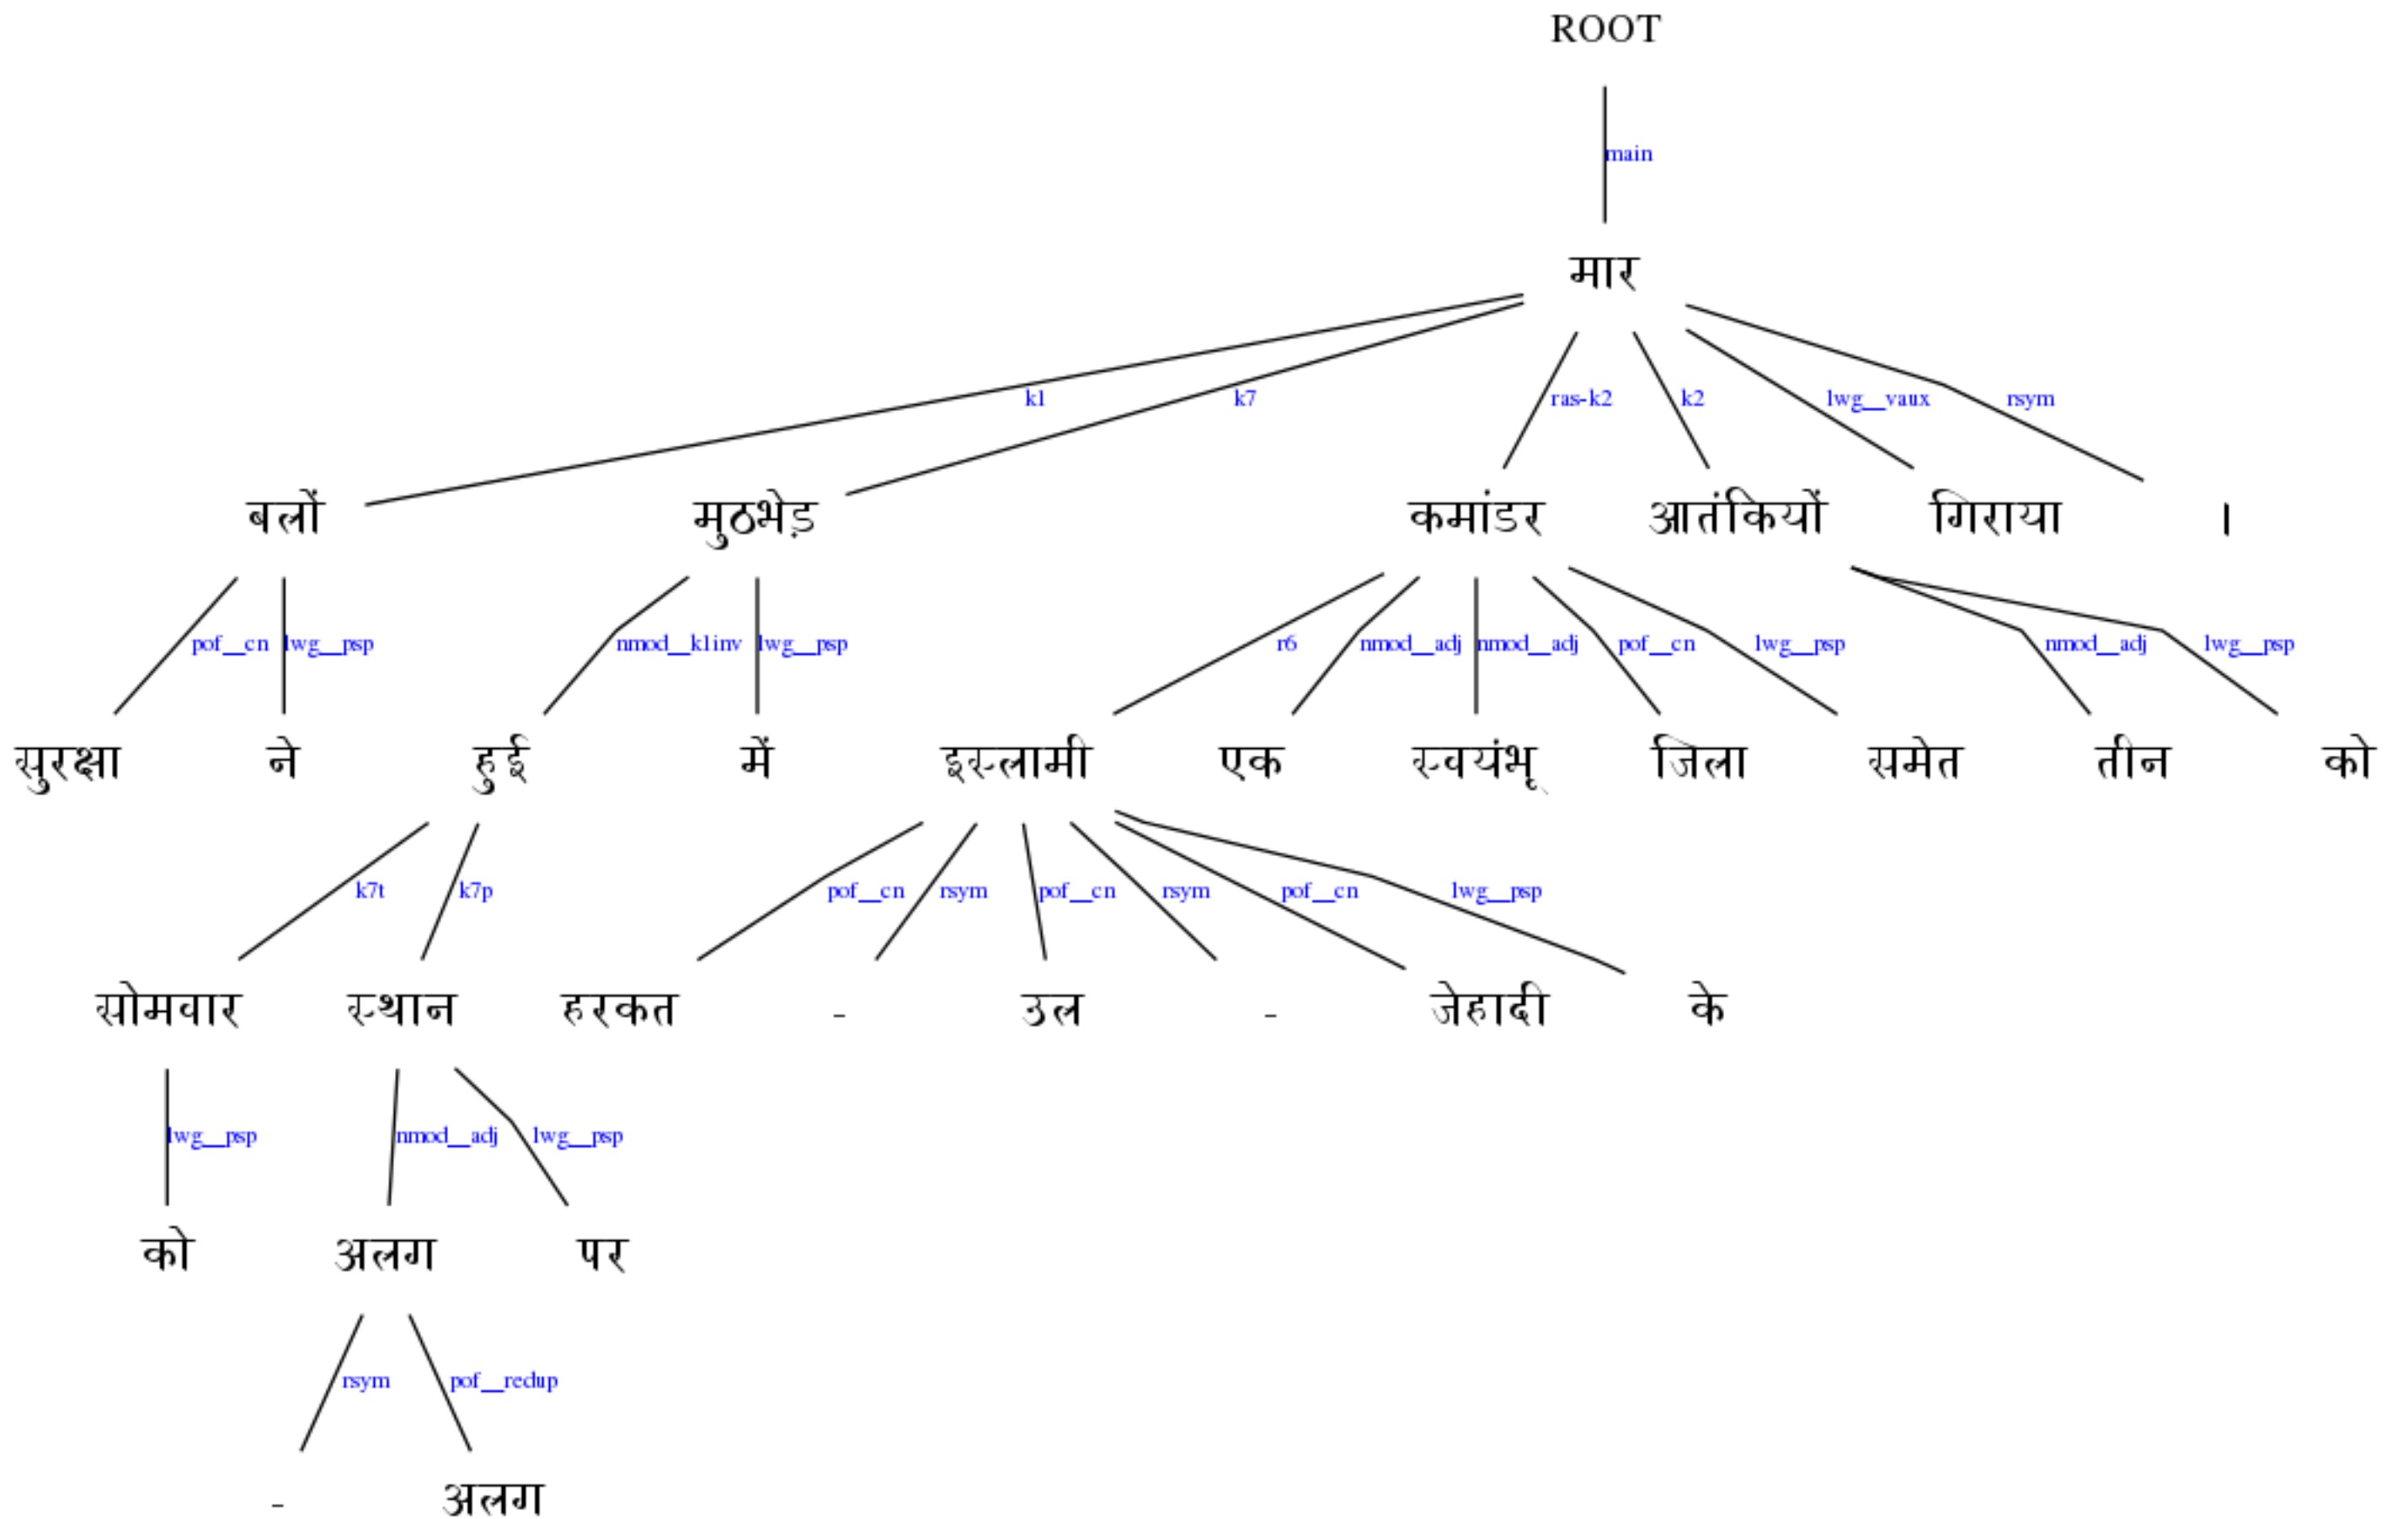 ROOT
main
मार
k1 k7 ras-k2 k2 lwg__vaux rsym
बलों मुठभेड़ कमांडर आतंकियों गिराया ।
pof__cn lwg__psp nmod__k1inv lwg__psp r6 nmod__adj nmod__adj pof__cn lwg__psp nmod__adj lwg__psp
सुरक्षा ने हुई में इस्लामी एक स्वयंभू जिला समेत तीन को
k7t k7p pof__cn rsym pof__cn rsym pof__cn lwg__psp
सोमवार स्थान हरकत - उल - जेहादी के
lwg__psp nmod__adj lwg__psp
को अलग पर
rsym pof__redup
- अलग